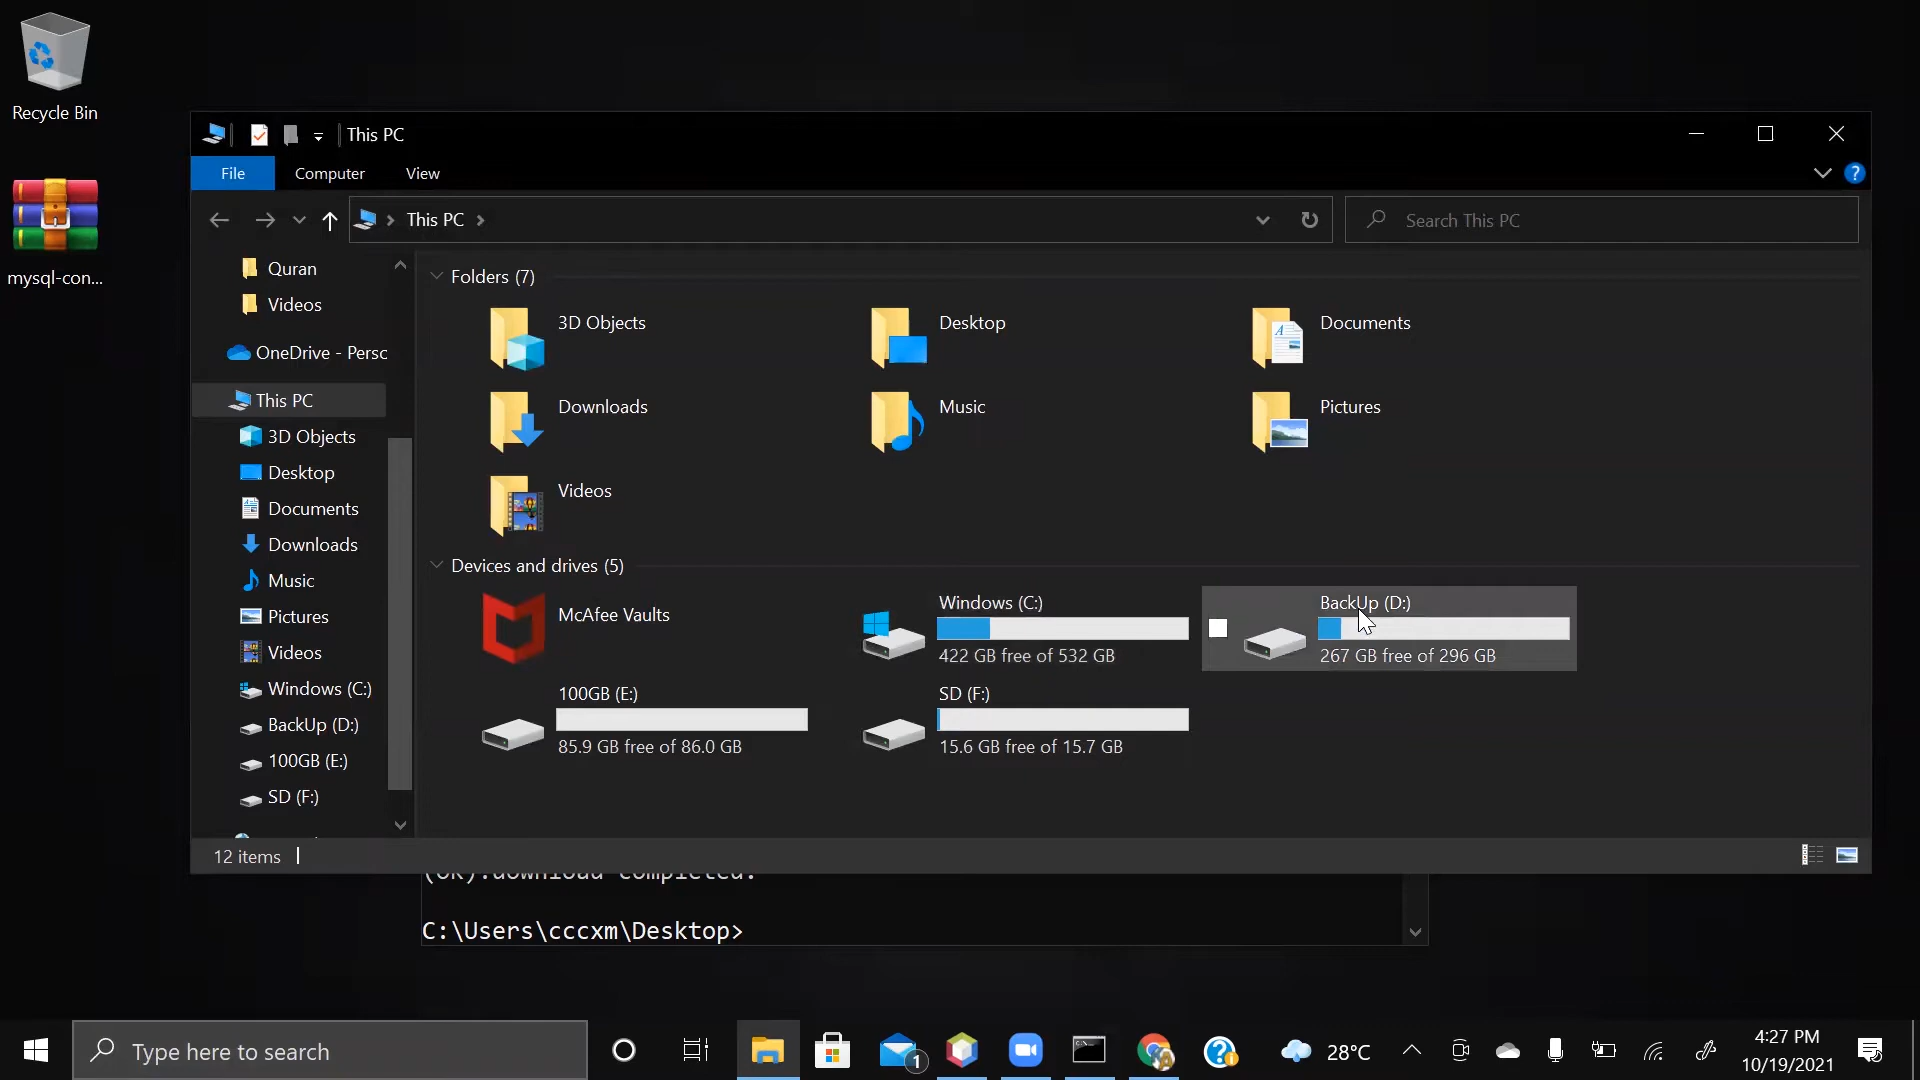 Recycle Bin
mysql-con...
This PC
File
Computer
View
This PC
Search This PC
Quran
Videos
OneDrive - Perso
This PC
3D Objects
Desktop
Documents
Downloads
Music
Pictures
Videos
Windows (C:)
BackUp (D:)
100GB (E:)
SD (F:)
Folders (7)
3D Objects
Desktop
Documents
Downloads
Music
Pictures
Videos
Devices and drives (5)
McAfee Vaults
Windows (C:)
422 GB free of 532 GB
BackUp (D:)
267 GB free of 296 GB
100GB (E:)
85.9 GB free of 86.0 GB
SD (F:)
15.6 GB free of 15.7 GB
12 items
(OK).download completed.
C:\Users\cccxm\Desktop>
Type here to search
1
28°C
4:27 PM
10/19/2021